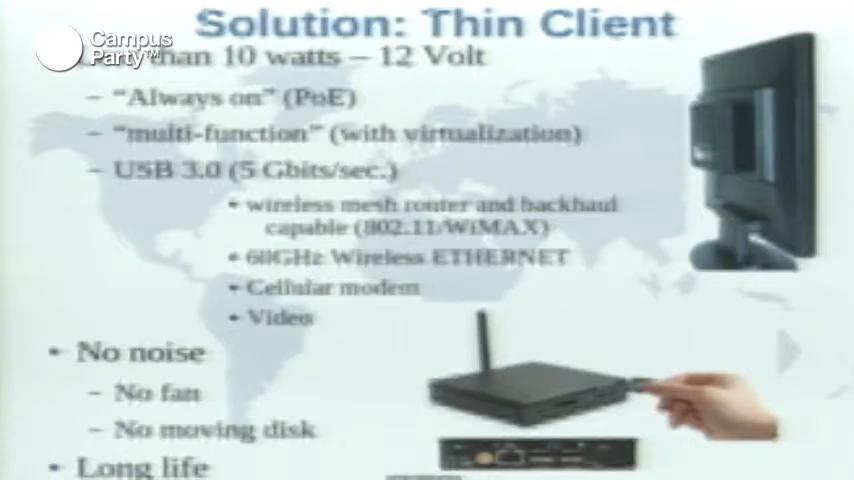 Solution: Thin Client
Campus
Party™
than 10 watts – 12 Volt
– “Always on” (PoE)
– “multi-function” (with virtualization)
– USB 3.0 (5 Gbits/sec.)
• wireless mesh router and backhaul
capable (802.11/WiMAX)
• 60GHz Wireless ETHERNET
• Cellular modem
• Video
• No noise
– No fan
– No moving disk
• Long life